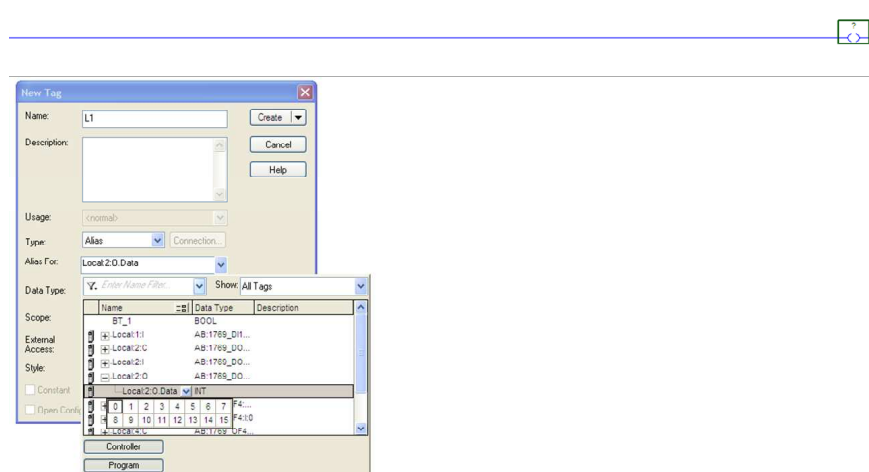 ?
New Tag
Name: L1 Create
Description: Cancel
Help
Usage: <normal>
Type: Alias Connection...
Alias For: Local:2:O.Data
Data Type: Enter Name Filter... Show: All Tags
Name Data Type Description
Scope: BT_1 BOOL
Local:1:I AB:1769_DI1...
External Access: Local:2:C AB:1769_DO...
Local:2:I AB:1769_DO...
Style: Local:2:O AB:1769_DO...
Constant Local:2:O.Data INT
0 1 2 3 4 5 6 7 F4:...
Open Config 8 9 10 11 12 13 14 15 F4:I:0
Local:4:C AB:1769_OF4...
Controller
Program